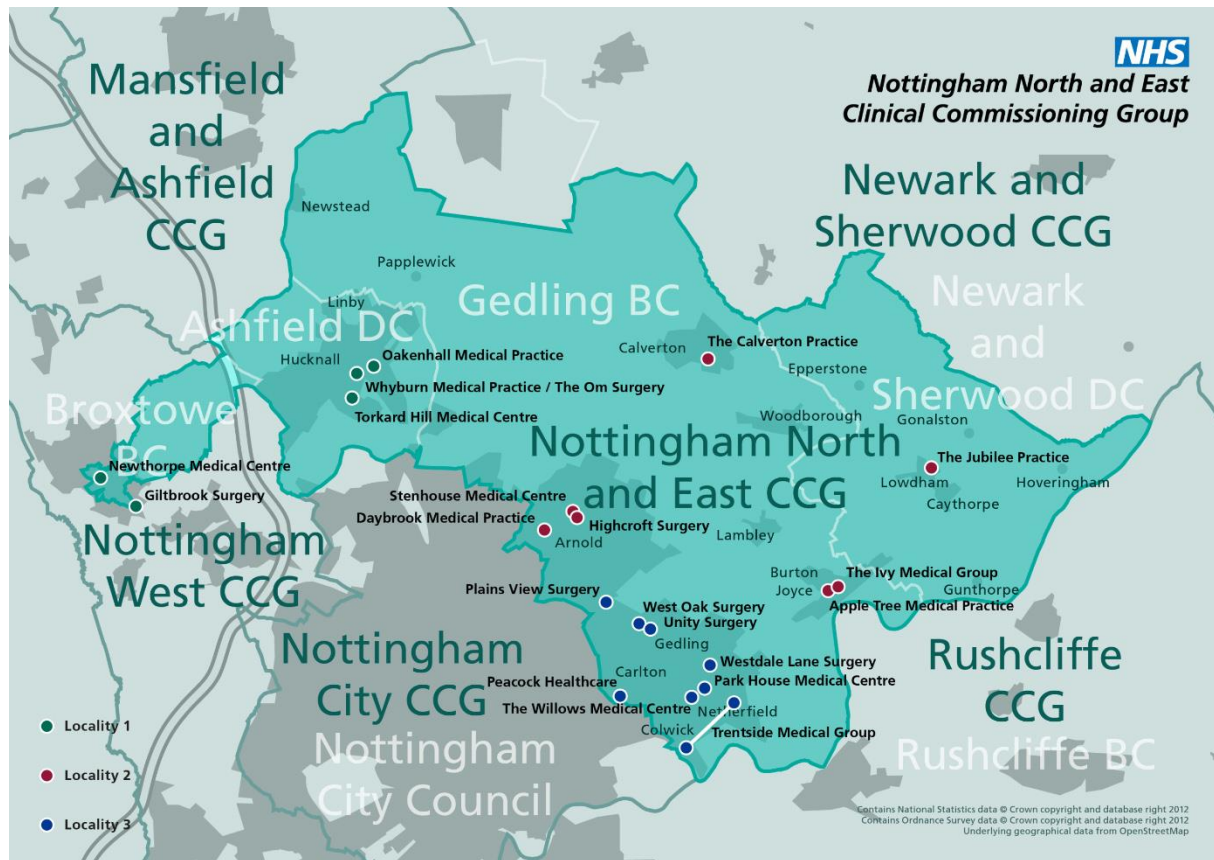 NHS
Nottingham North and East
Clinical Commissioning Group
Mansfield
and
Ashfield
CCG
Newark and
Sherwood CCG
Newark
and
Sherwood DC
Newstead
Papplewick
Linby
Gedling BC
Ashfield DC
Hucknall
Oakenhall Medical Practice
Whyburn Medical Practice / The Om Surgery
Torkard Hill Medical Centre
Calverton
The Calverton Practice
Epperstone
Woodborough
Gonalston
Broxtowe
BC
Newthorpe Medical Centre
Giltbrook Surgery
Nottingham North
and East CCG
The Jubilee Practice
Lowdham
Hoveringham
Caythorpe
Stenhouse Medical Centre
Daybrook Medical Practice
Highcroft Surgery
Arnold
Lambley
Nottingham
West CCG
Burton
Joyce
The Ivy Medical Group
Gunthorpe
Apple Tree Medical Practice
Plains View Surgery
West Oak Surgery
Unity Surgery
Gedling
Nottingham
City CCG
Carlton
Westdale Lane Surgery
Peacock Healthcare
Park House Medical Centre
The Willows Medical Centre
Netherfield
Colwick
Trentside Medical Group
Rushcliffe
CCG
Rushcliffe BC
Nottingham
City Council
Locality 1
Locality 2
Locality 3
Contains National Statistics data © Crown copyright and database right 2012
Contains Ordnance Survey data © Crown copyright and database right 2012
Underlying geographical data from OpenStreetMap